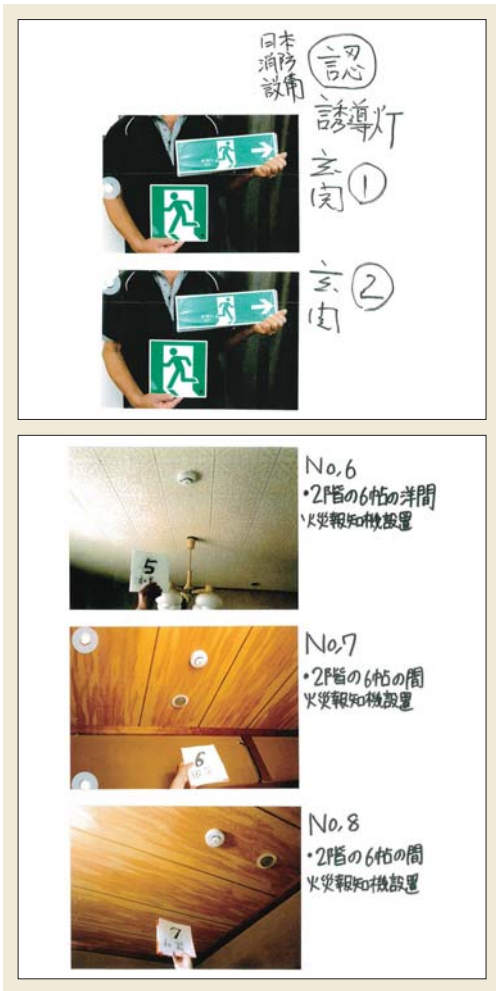 日本
消防
設備
認
誘導灯
玄
関
①
玄
関
②
No,6
・2階の6帖の洋間
火災報知機設置
5
No,7
・2階の6帖の間
火災報知機設置
6
No,8
・2階の6帖の間
火災報知機設置
7